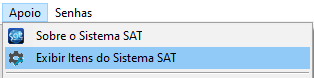 Apoio Senhas
Sobre o Sistema SAT
Exibir Itens do Sistema SAT